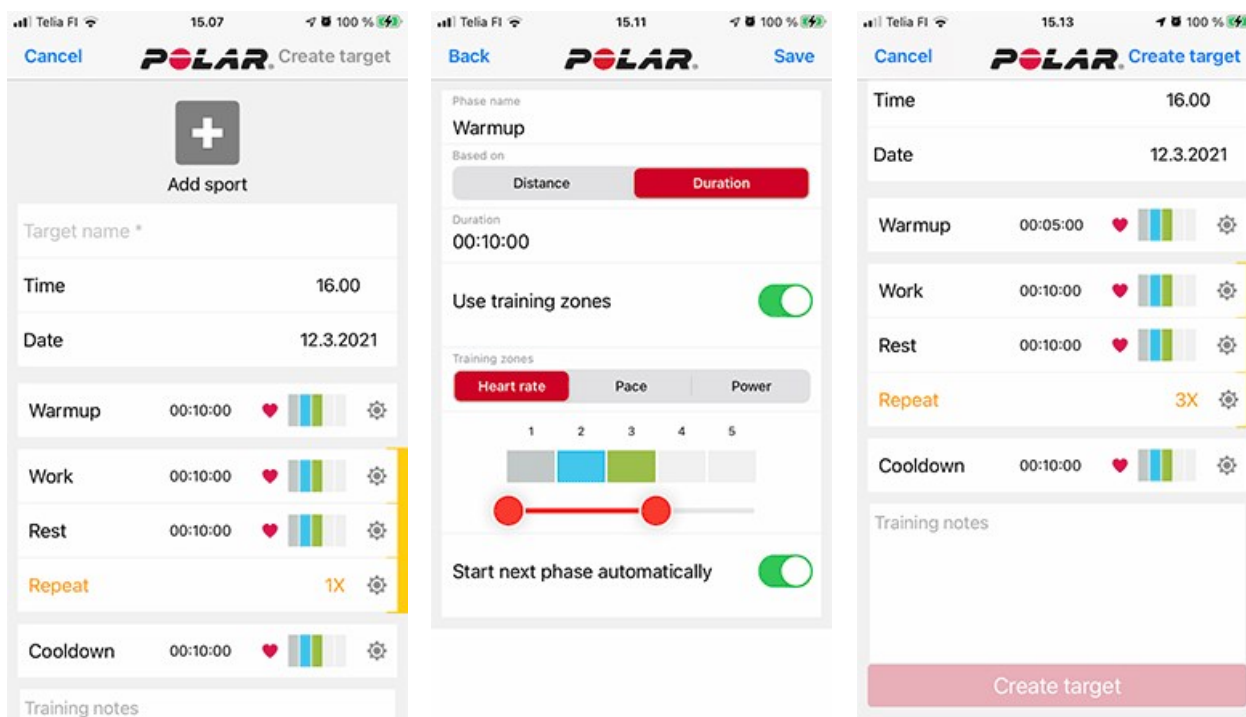 Telia FI 15.07 100 %
Cancel POLAR. Create target
Add sport
Target name *
Time 16.00
Date 12.3.2021
Warmup 00:10:00
Work 00:10:00
Rest 00:10:00
Repeat 1X
Cooldown 00:10:00
Training notes
Telia FI 15.11 100 %
Back POLAR. Save
Phase name
Warmup
Based on
Distance Duration
Duration
00:10:00
Use training zones
Training zones
Heart rate Pace Power
1 2 3 4 5
Start next phase automatically
Telia FI 15.13 100 %
Cancel POLAR. Create target
Time 16.00
Date 12.3.2021
Warmup 00:05:00
Work 00:10:00
Rest 00:10:00
Repeat 3X
Cooldown 00:10:00
Training notes
Create target